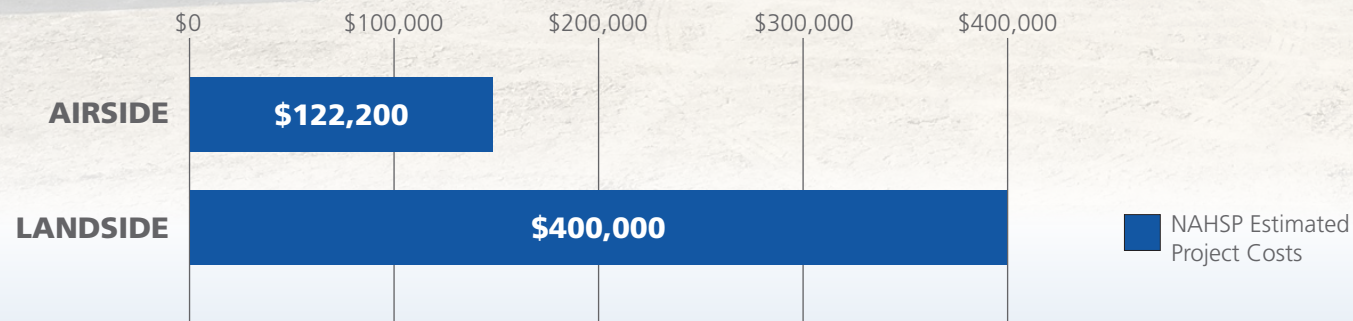 $0 $100,000 $200,000 $300,000 $400,000
AIRSIDE $122,200
LANDSIDE $400,000
NAHSP Estimated
Project Costs